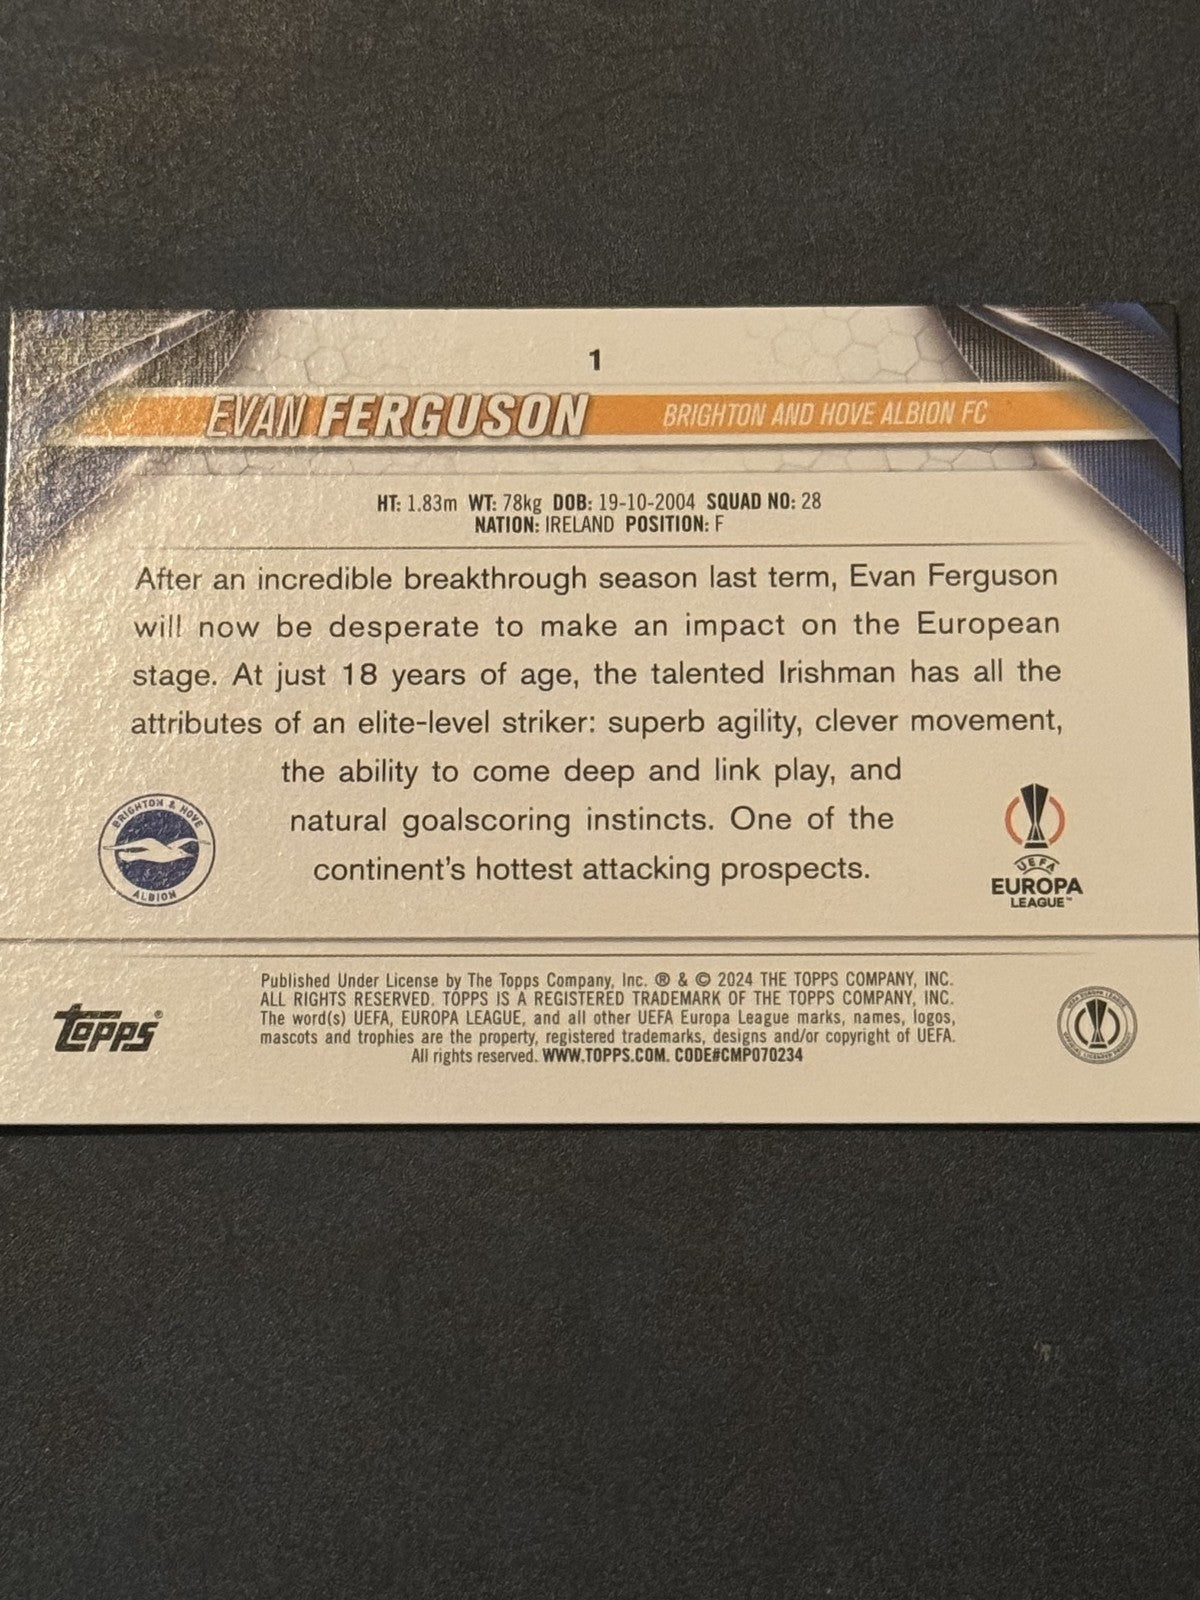 1
EVAN FERGUSON BRIGHTON AND HOVE ALBION FC
HT: 1.83m WT: 78kg DOB: 19-10-2004 SQUAD NO: 28
NATION: IRELAND POSITION: F
After an incredible breakthrough season last term, Evan Ferguson
will now be desperate to make an impact on the European
stage. At just 18 years of age, the talented Irishman has all the
attributes of an elite-level striker: superb agility, clever movement,
the ability to come deep and link play, and
natural goalscoring instincts. One of the
continent's hottest attacking prospects.
BRIGHTON & HOVE
ALBION
UEFA
EUROPA
LEAGUE™
Topps®
Published Under License by The Topps Company, Inc. ® & © 2024 THE TOPPS COMPANY, INC.
ALL RIGHTS RESERVED. TOPPS IS A REGISTERED TRADEMARK OF THE TOPPS COMPANY, INC.
The word(s) UEFA, EUROPA LEAGUE, and all other UEFA Europa League marks, names, logos,
mascots and trophies are the property, registered trademarks, designs and/or copyright of UEFA.
All rights reserved. WWW.TOPPS.COM. CODE#CMP070234
UEFA EUROPA LEAGUE
OFFICIAL LICENSED PRODUCT